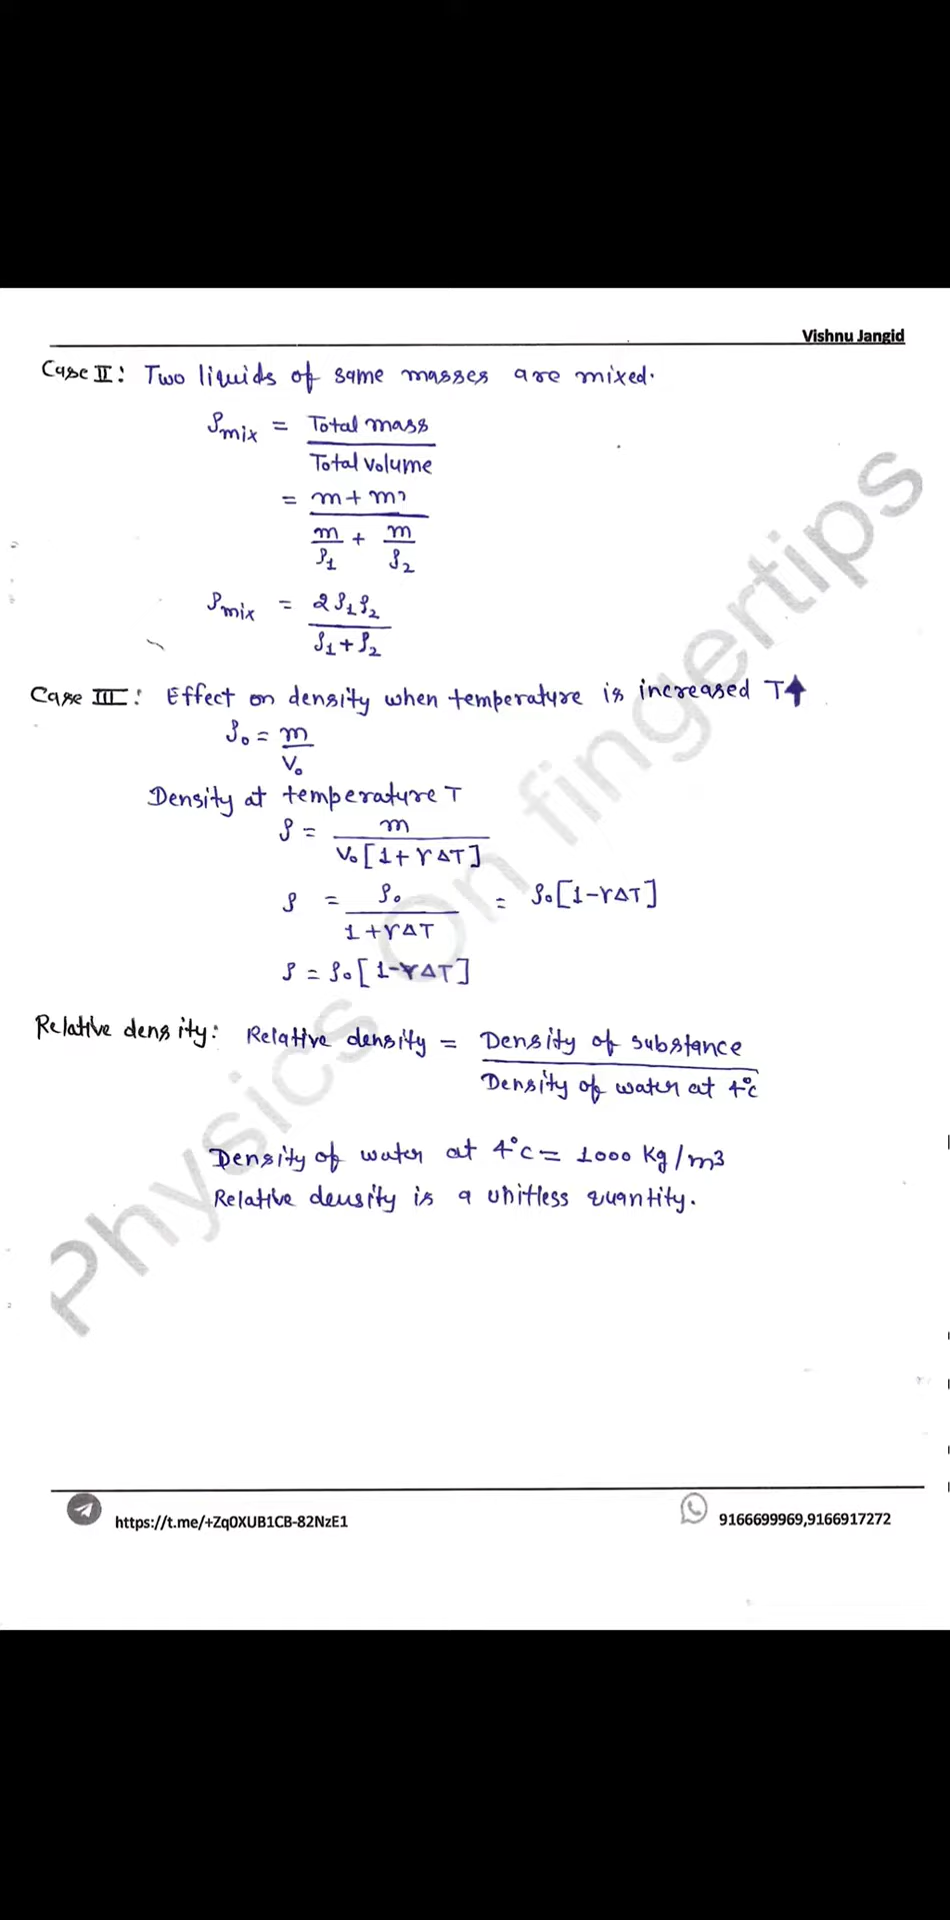 Vishnu Jangid
Case II: Two liquids of same masses are mixed.
ρmix = Total mass / Total volume
= m + m / m/ρ1 + m/ρ2
ρmix = 2ρ1ρ2 / ρ1+ρ2
Case III: Effect on density when temperature is increased T↑
ρ0 = m / V0
Density at temperature T
ρ = m / V0[1+γΔT]
ρ = ρ0 / 1+γΔT = ρ0[1-γΔT]
ρ = ρ0[1-γΔT]
Relative density: Relative density = Density of substance / Density of water at 4°C
Density of water at 4°C = 1000 Kg/m3
Relative density is a unitless quantity.
Physics On fingertips
https://t.me/+Zq0XUB1CB-82NzE1
9166699969,9166917272